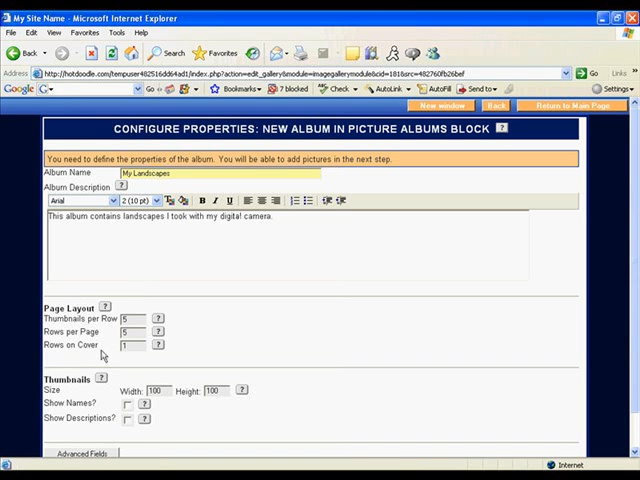 My Site Name - Microsoft Internet Explorer
File Edit View Favorites Tools Help
Back Search Favorites
Address http://hotdoodle.com/tempuser482516dd64ad1/index.php?action=edit_gallery&module=imagegallerymodule&cid=181&src=482760fb26bef Go Links
Google G Go Bookmarks 7 blocked Check AutoLink AutoFill Send to Settings
New window Back Return to Main Page
CONFIGURE PROPERTIES: NEW ALBUM IN PICTURE ALBUMS BLOCK ?
You need to define the properties of the album. You will be able to add pictures in the next step.
Album Name My Landscapes
Album Description ?
Arial 2 (10 pt) B I U
This album contains landscapes I took with my digital camera.
Page Layout ?
Thumbnails per Row 5 ?
Rows per Page 5 ?
Rows on Cover 1 ?
Thumbnails ?
Size Width: 100 Height: 100 ?
Show Names? ?
Show Descriptions? ?
Advanced Fields
Internet